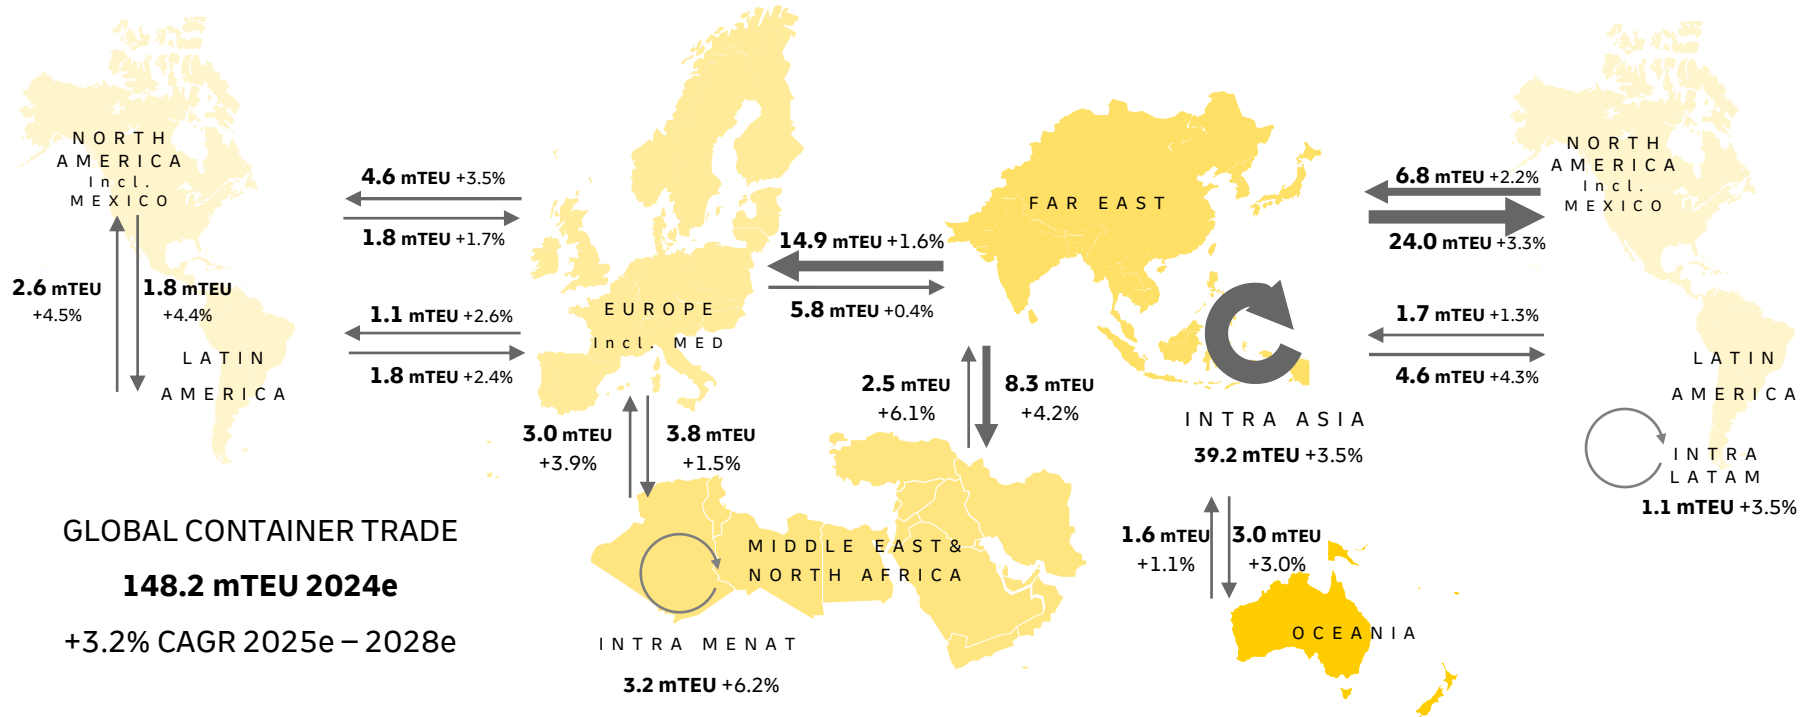 NORTH
AMERICA
Incl.
MEXICO
2.6 mTEU
+4.5%
1.8 mTEU
+4.4%
LATIN
AMERICA
4.6 mTEU +3.5%
1.8 mTEU +1.7%
1.1 mTEU +2.6%
1.8 mTEU +2.4%
EUROPE
Incl. MED
14.9 mTEU +1.6%
5.8 mTEU +0.4%
FAR EAST
6.8 mTEU +2.2%
24.0 mTEU +3.3%
1.7 mTEU +1.3%
4.6 mTEU +4.3%
NORTH
AMERICA
Incl.
MEXICO
LATIN
AMERICA
INTRA
LATAM
1.1 mTEU +3.5%
3.0 mTEU
+3.9%
3.8 mTEU
+1.5%
2.5 mTEU
+6.1%
8.3 mTEU
+4.2%
INTRA ASIA
39.2 mTEU +3.5%
1.6 mTEU
+1.1%
3.0 mTEU
+3.0%
OCEANIA
MIDDLE EAST&
NORTH AFRICA
INTRA MENAT
3.2 mTEU +6.2%
GLOBAL CONTAINER TRADE
148.2 mTEU 2024e
+3.2% CAGR 2025e – 2028e